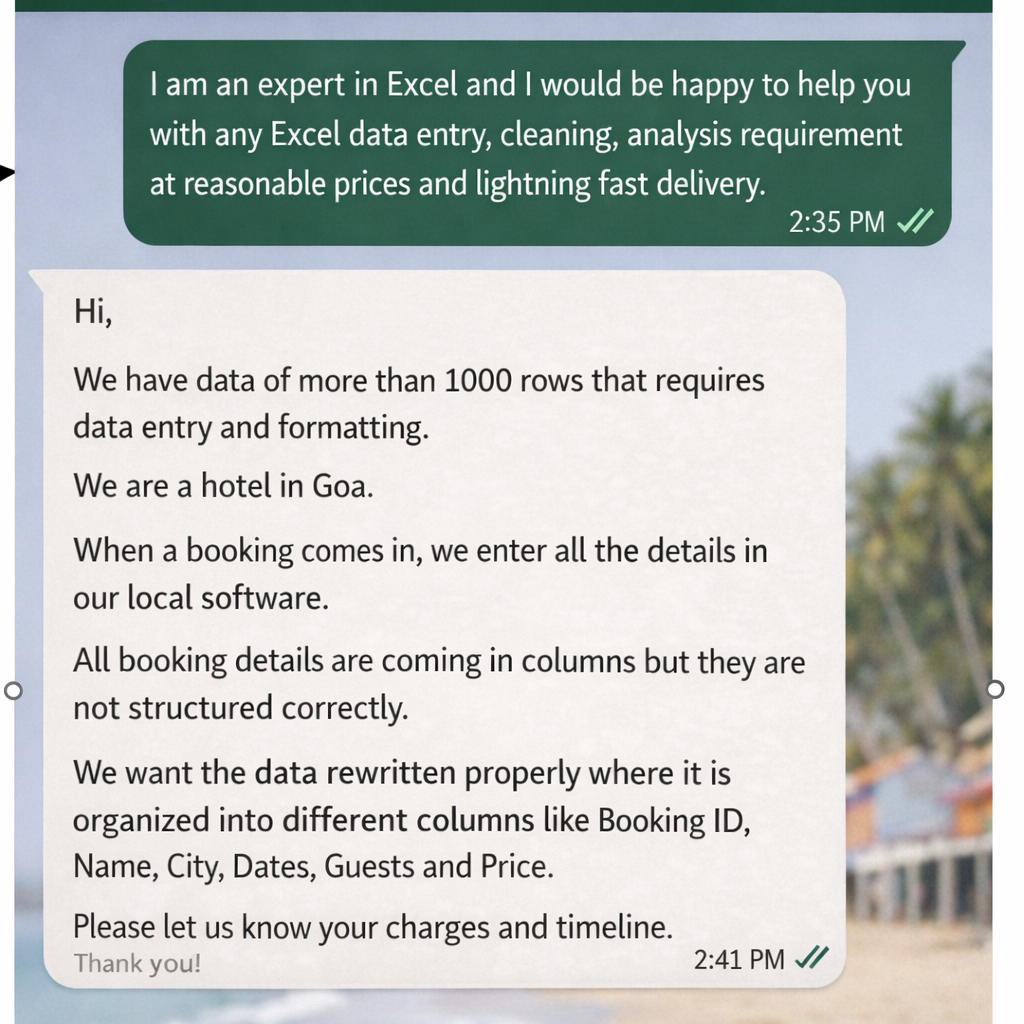 I am an expert in Excel and I would be happy to help you
with any Excel data entry, cleaning, analysis requirement
at reasonable prices and lightning fast delivery.
2:35 PM
Hi,
We have data of more than 1000 rows that requires
data entry and formatting.
We are a hotel in Goa.
When a booking comes in, we enter all the details in
our local software.
All booking details are coming in columns but they are
not structured correctly.
We want the data rewritten properly where it is
organized into different columns like Booking ID,
Name, City, Dates, Guests and Price.
Please let us know your charges and timeline.
Thank you!
2:41 PM